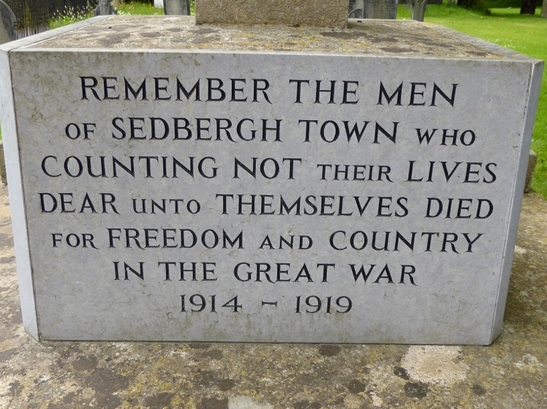 REMEMBER THE MEN
OF SEDBERGH TOWN WHO
COUNTING NOT THEIR LIVES
DEAR UNTO THEMSELVES DIED
FOR FREEDOM AND COUNTRY
IN THE GREAT WAR
1914 - 1919